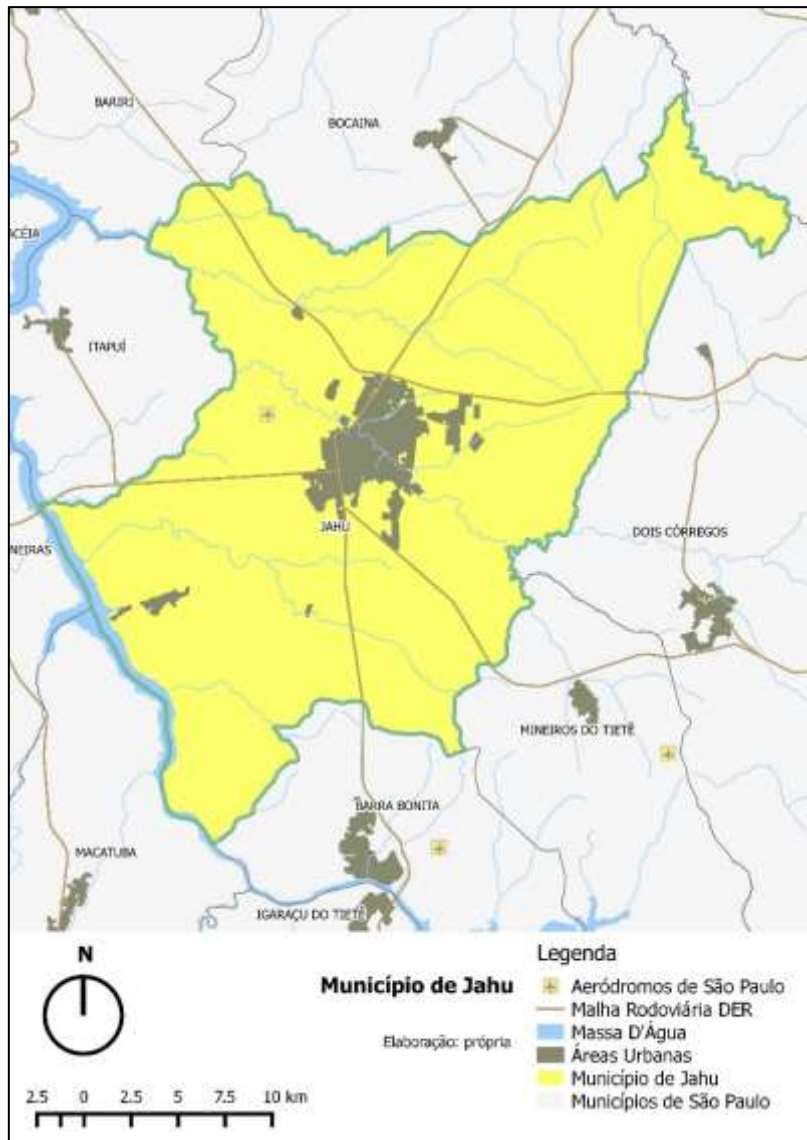 BARIRI
BOCAINA
ACÉIA
ITAPUÍ
JAHU
NEIRAS
DOIS CÓRREGOS
MINEIROS DO TIETÊ
BARRA BONITA
MACATUBA
IGARAÇU DO TIETÊ
N
Município de Jahu
Elaboração: própria
2.5 0 2.5 5 7.5 10 km
Legenda
Aeródromos de São Paulo
Malha Rodoviária DER
Massa D'Água
Áreas Urbanas
Município de Jahu
Municípios de São Paulo